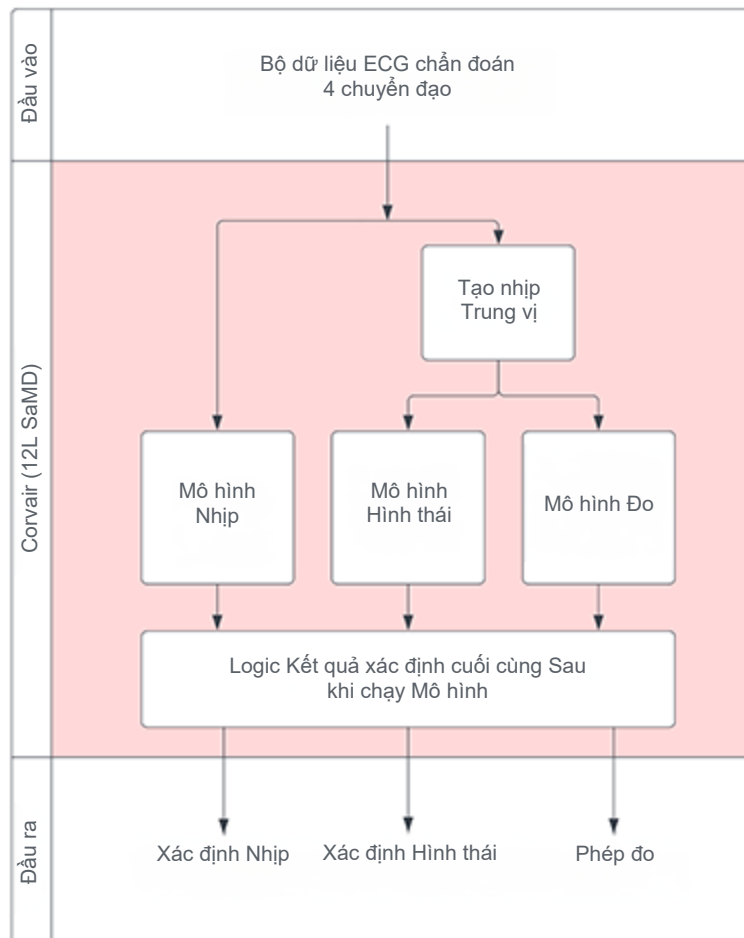 Đầu vào
Bộ dữ liệu ECG chẩn đoán
4 chuyển đạo
Corvair (12L SaMD)
Tạo nhịp
Trung vị
Mô hình
Nhịp
Mô hình
Hình thái
Mô hình Đo
Logic Kết quả xác định cuối cùng Sau
khi chạy Mô hình
Đầu ra
Xác định Nhịp
Xác định Hình thái
Phép đo